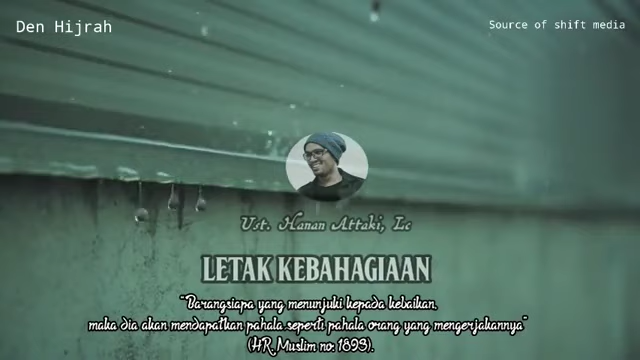 Den Hijrah
Source of shift media
Ust. Hanan Attaki, Lc
LETAK KEBAHAGIAAN
"Barangsiapa yang menunjuki kepada kebaikan,
maka dia akan mendapatkan pahala seperti pahala orang yang mengerjakannya"
(HR. Muslim no: 1893).